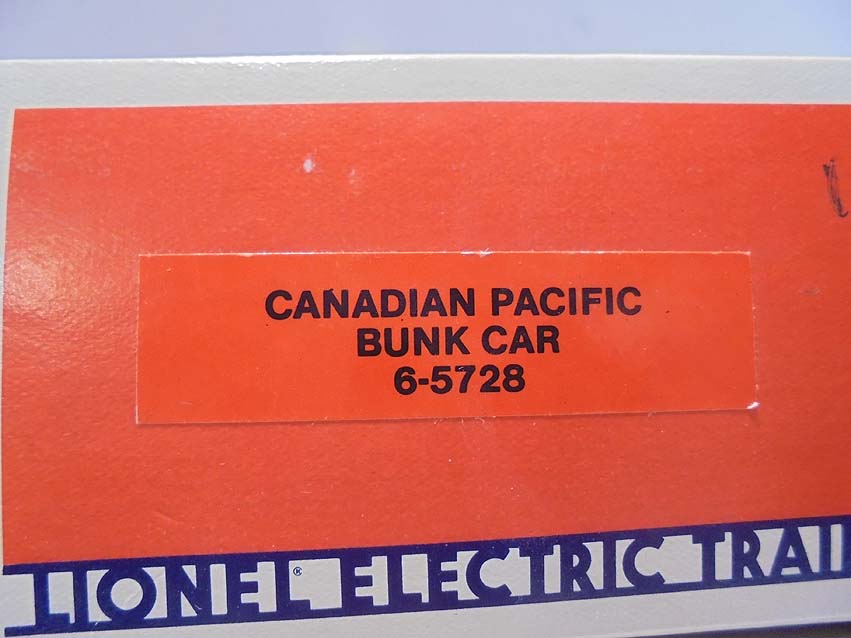 CANADIAN PACIFIC
BUNK CAR
6-5728
LIONEL® ELECTRIC TRAI